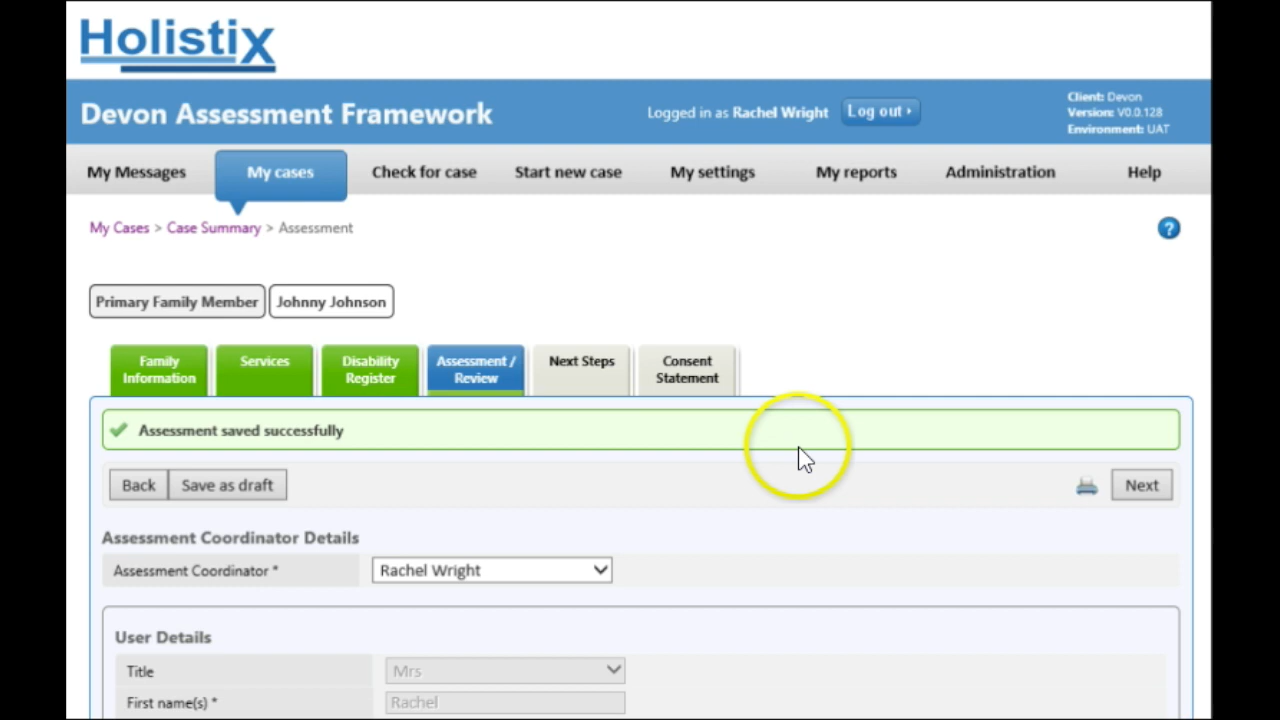 Holistix
Devon Assessment Framework
Logged in as Rachel Wright
Log out
Client: Devon
Version: V0.0.128
Environment: UAT
My Messages
My cases
Check for case
Start new case
My settings
My reports
Administration
Help
My Cases > Case Summary > Assessment
?
Primary Family Member
Johnny Johnson
Family
Information
Services
Disability
Register
Assessment /
Review
Next Steps
Consent
Statement
Assessment saved successfully
Back
Save as draft
Next
Assessment Coordinator Details
Assessment Coordinator *
Rachel Wright
User Details
Title
Mrs
First name(s) *
Rachel